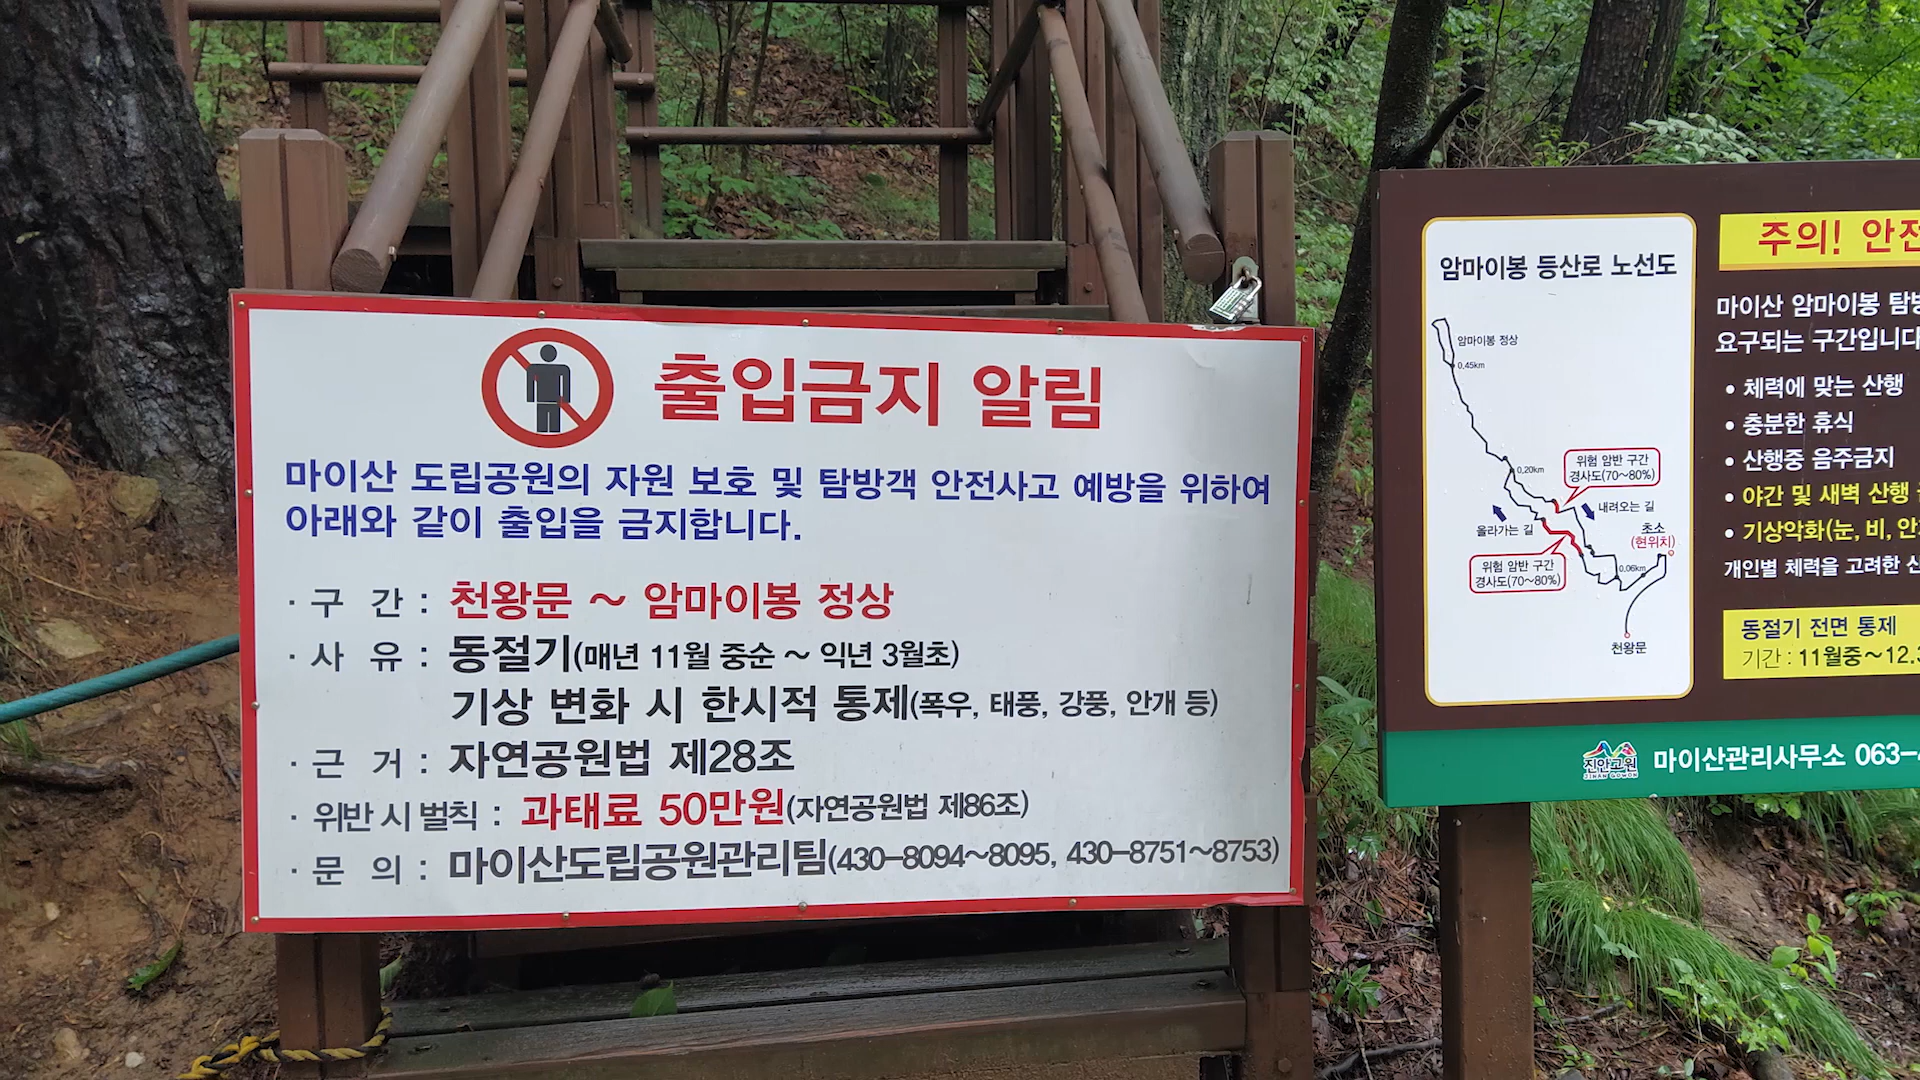 출입금지 알림
마이산 도립공원의 자원 보호 및 탐방객 안전사고 예방을 위하여
아래와 같이 출입을 금지합니다.
· 구 간 : 천왕문 ~ 암마이봉 정상
· 사 유 : 동절기(매년 11월 중순 ~ 익년 3월초)
기상 변화 시 한시적 통제(폭우, 태풍, 강풍, 안개 등)
· 근 거 : 자연공원법 제28조
· 위반 시 벌칙 : 과태료 50만원(자연공원법 제86조)
· 문 의 : 마이산도립공원관리팀(430-8094~8095, 430-8751~8753)
암마이봉 등산로 노선도
암마이봉 정상
0,45km
0,20km
위험 암반 구간
경사도(70~80%)
내려오는 길
올라가는 길
초소
(현위치)
위험 암반 구간
경사도(70~80%)
0,06km
천왕문
주의!
마이산 암마이봉
요구되는 구간입니다
• 체력에 맞는 산행
• 충분한 휴식
• 산행중 음주금지
• 야간 및 새벽 산행
• 기상악화(눈, 비,
개인별 체력을 고려한
동절기 전면 통제
기간 : 11월중~12.
진안고원
JINAN GOWON
마이산관리사무소 063-